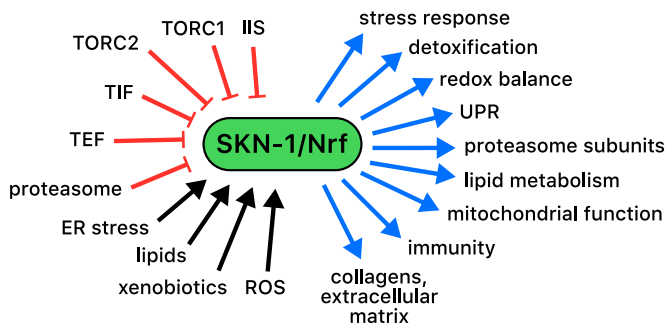 TORC2
TORC1
IIS
TIF
TEF
proteasome
ER stress
lipids
xenobiotics
ROS
SKN-1/Nrf
stress response
detoxification
redox balance
UPR
proteasome subunits
lipid metabolism
mitochondrial function
immunity
collagens,
extracellular
matrix